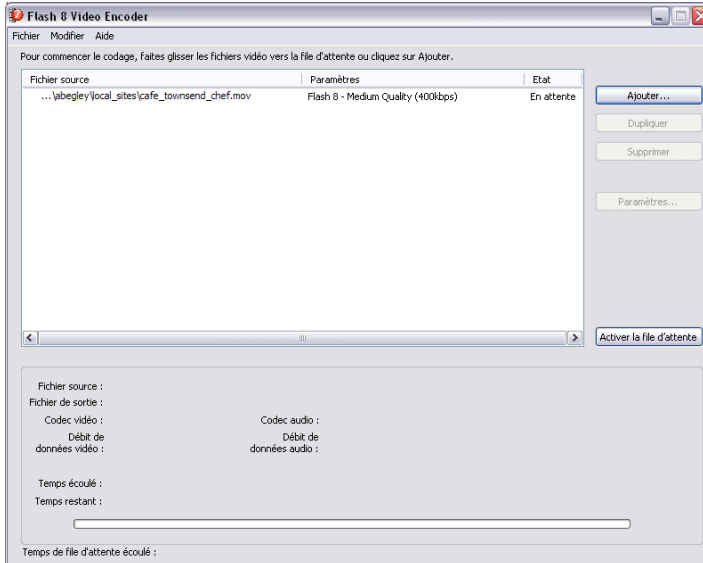 Flash 8 Video Encoder
Fichier Modifier Aide
Pour commencer le codage, faites glisser les fichiers vidéo vers la file d'attente ou cliquez sur Ajouter.
Fichier source Paramètres Etat
...\abegley\local_sites\cafe_townsend_chef.mov Flash 8 - Medium Quality (400kbps) En attente
Ajouter...
Dupliquer
Supprimer
Paramètres...
Activer la file d'attente
Fichier source :
Fichier de sortie :
Codec vidéo : Codec audio :
Débit de Débit de
données vidéo : données audio :
Temps écoulé :
Temps restant :
Temps de file d'attente écoulé :